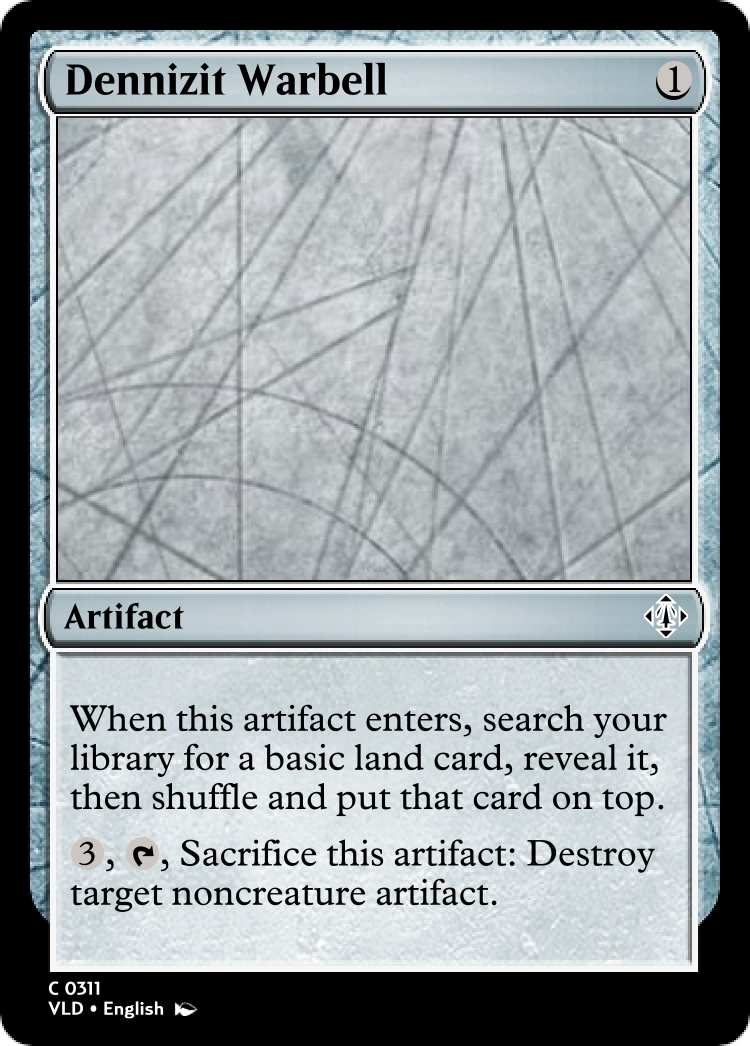 Dennizit Warbell 1
Artifact
When this artifact enters, search your
library for a basic land card, reveal it,
then shuffle and put that card on top.
3, , Sacrifice this artifact: Destroy
target noncreature artifact.
C 0311
VLD • English